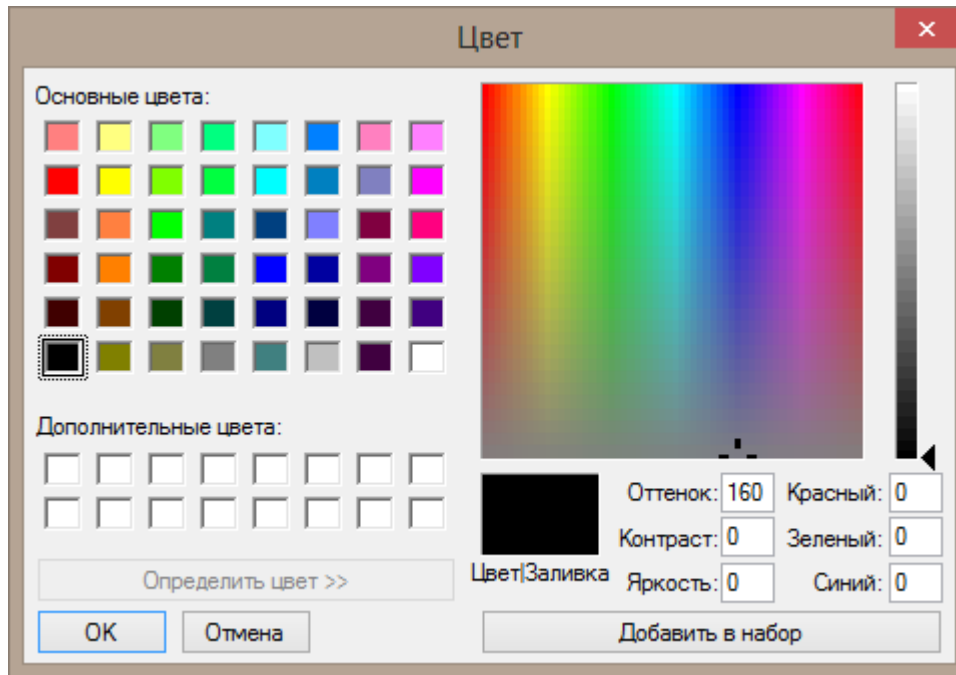 Цвет
Основные цвета:
Дополнительные цвета:
Определить цвет >>
OK
Отмена
Цвет|Заливка
Оттенок: 160
Контраст: 0
Яркость: 0
Красный: 0
Зеленый: 0
Синий: 0
Добавить в набор